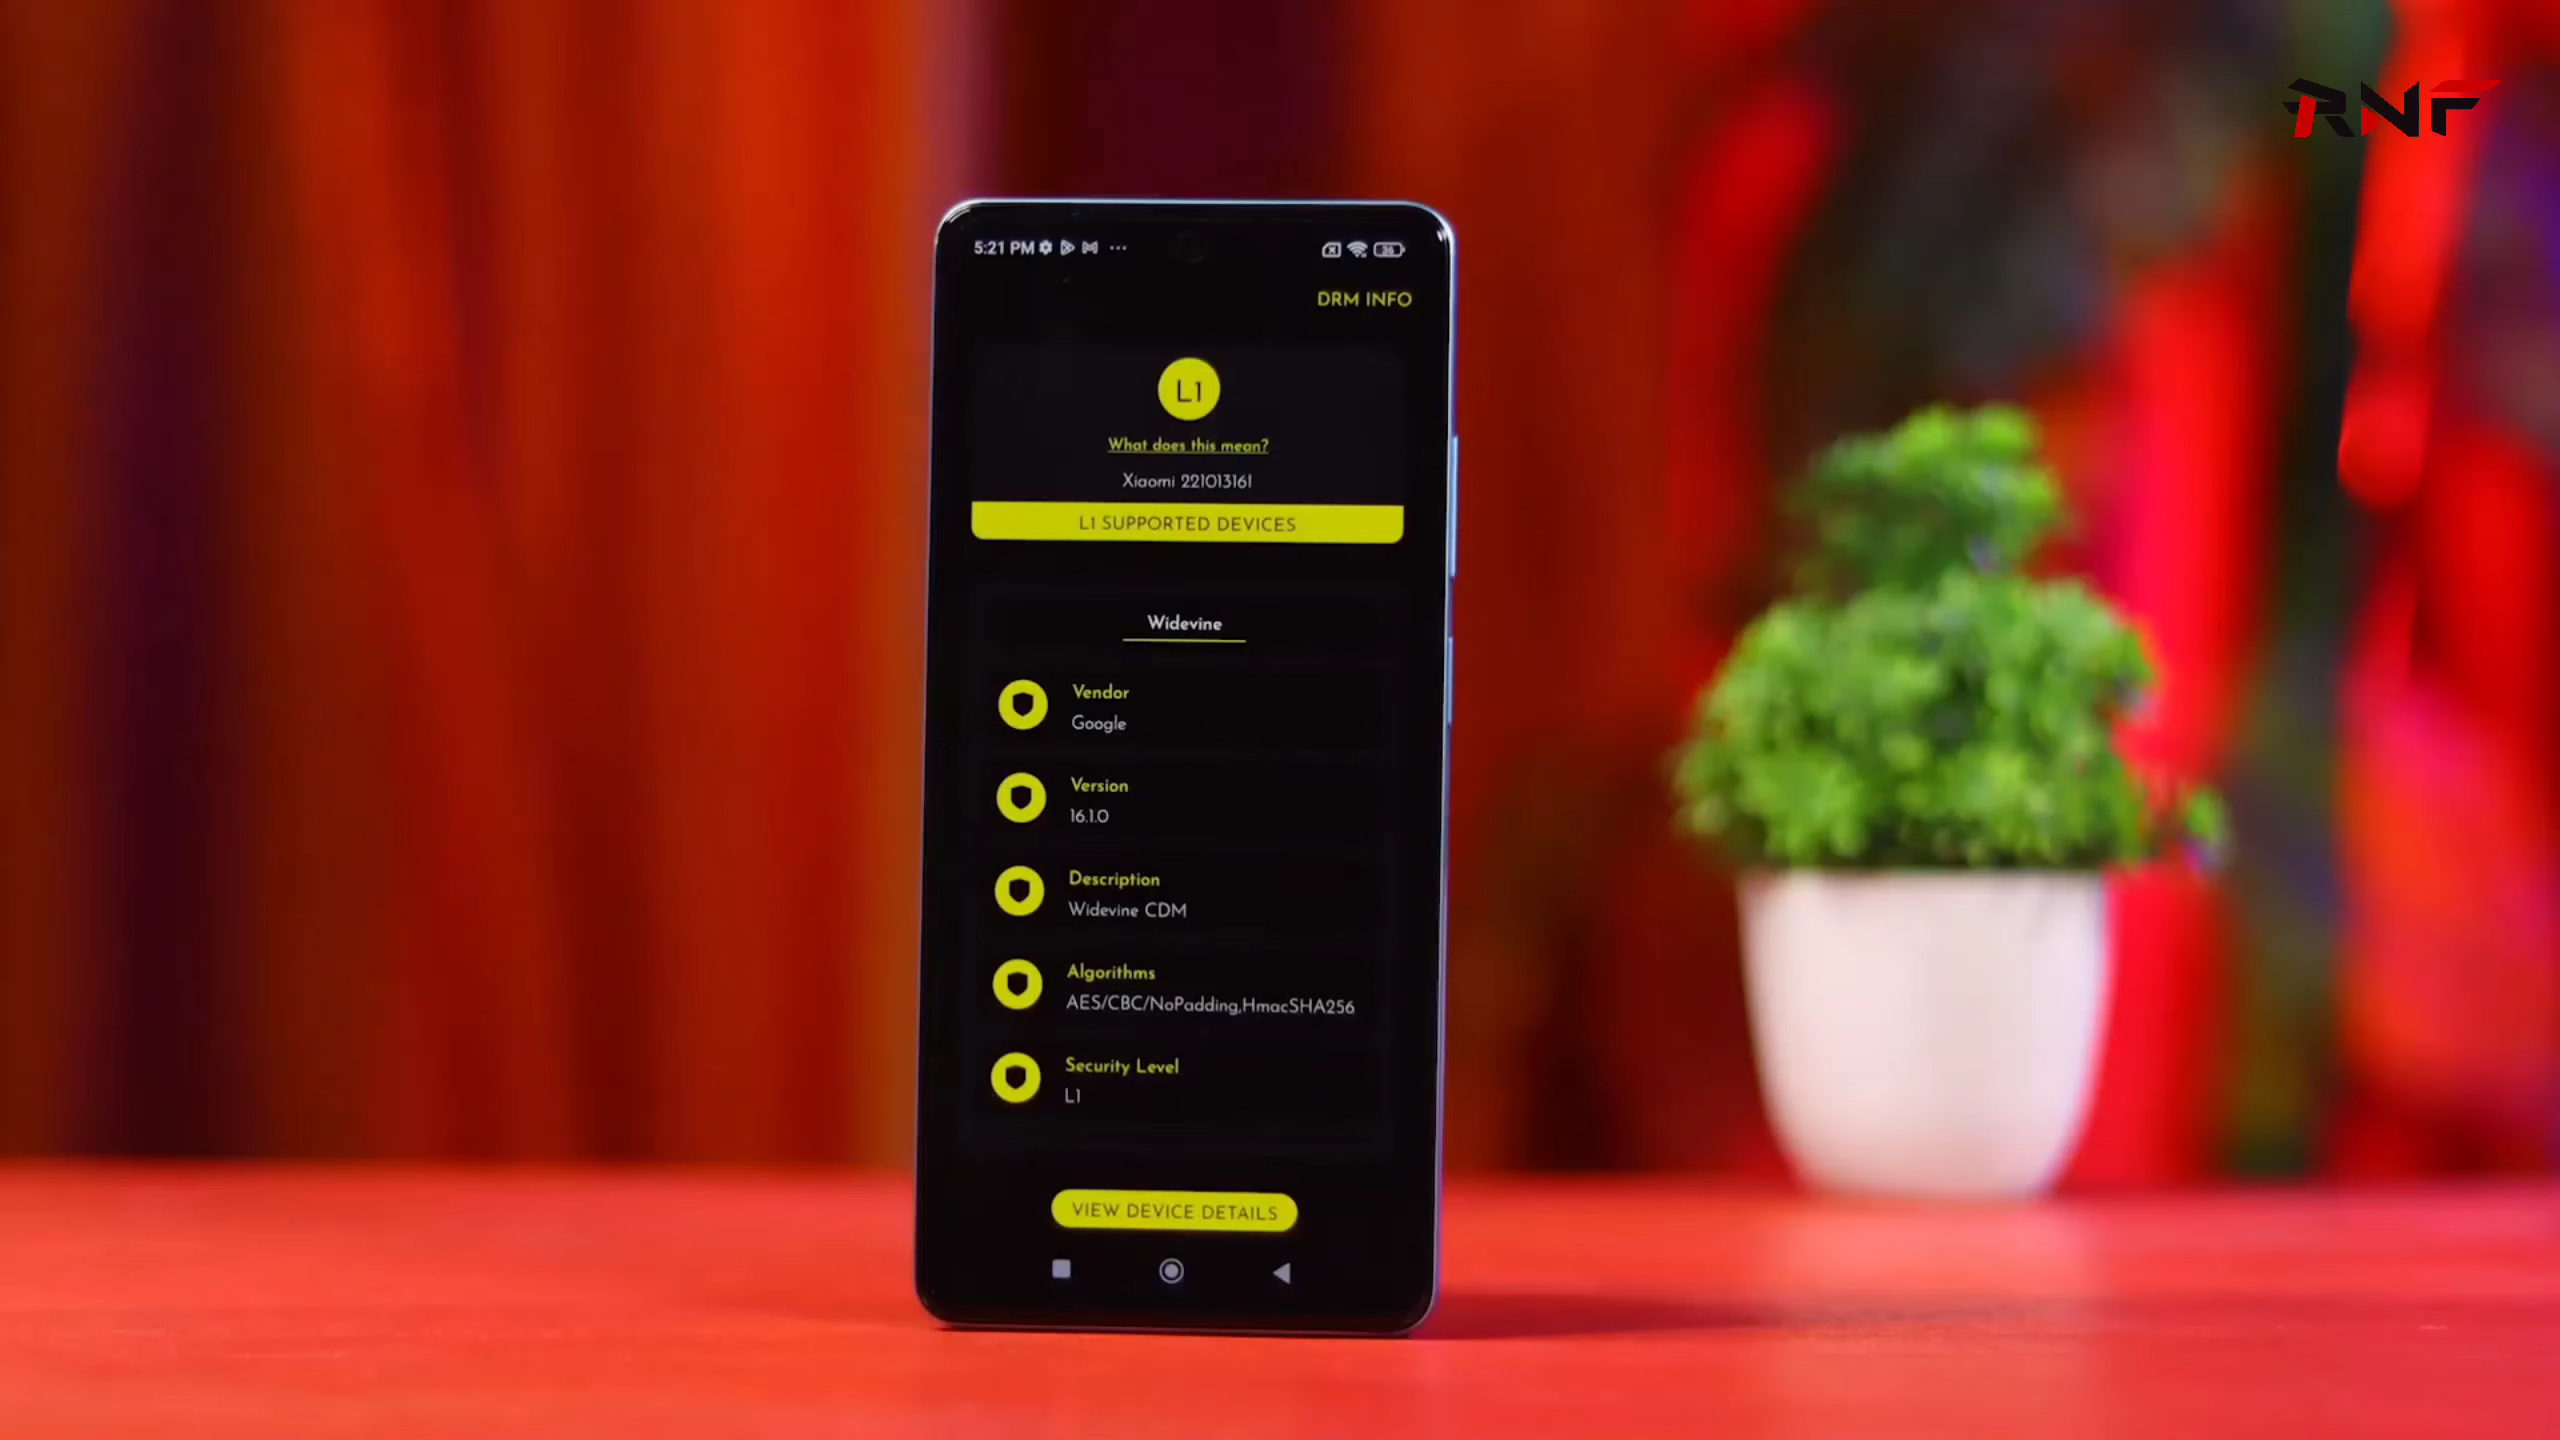 RNF
5:21 PM
36
DRM INFO
L1
What does this mean?
Xiaomi 22101316I
L1 SUPPORTED DEVICES
Widevine
Vendor
Google
Version
16.1.0
Description
Widevine CDM
Algorithms
AES/CBC/NoPadding,HmacSHA256
Security Level
L1
VIEW DEVICE DETAILS